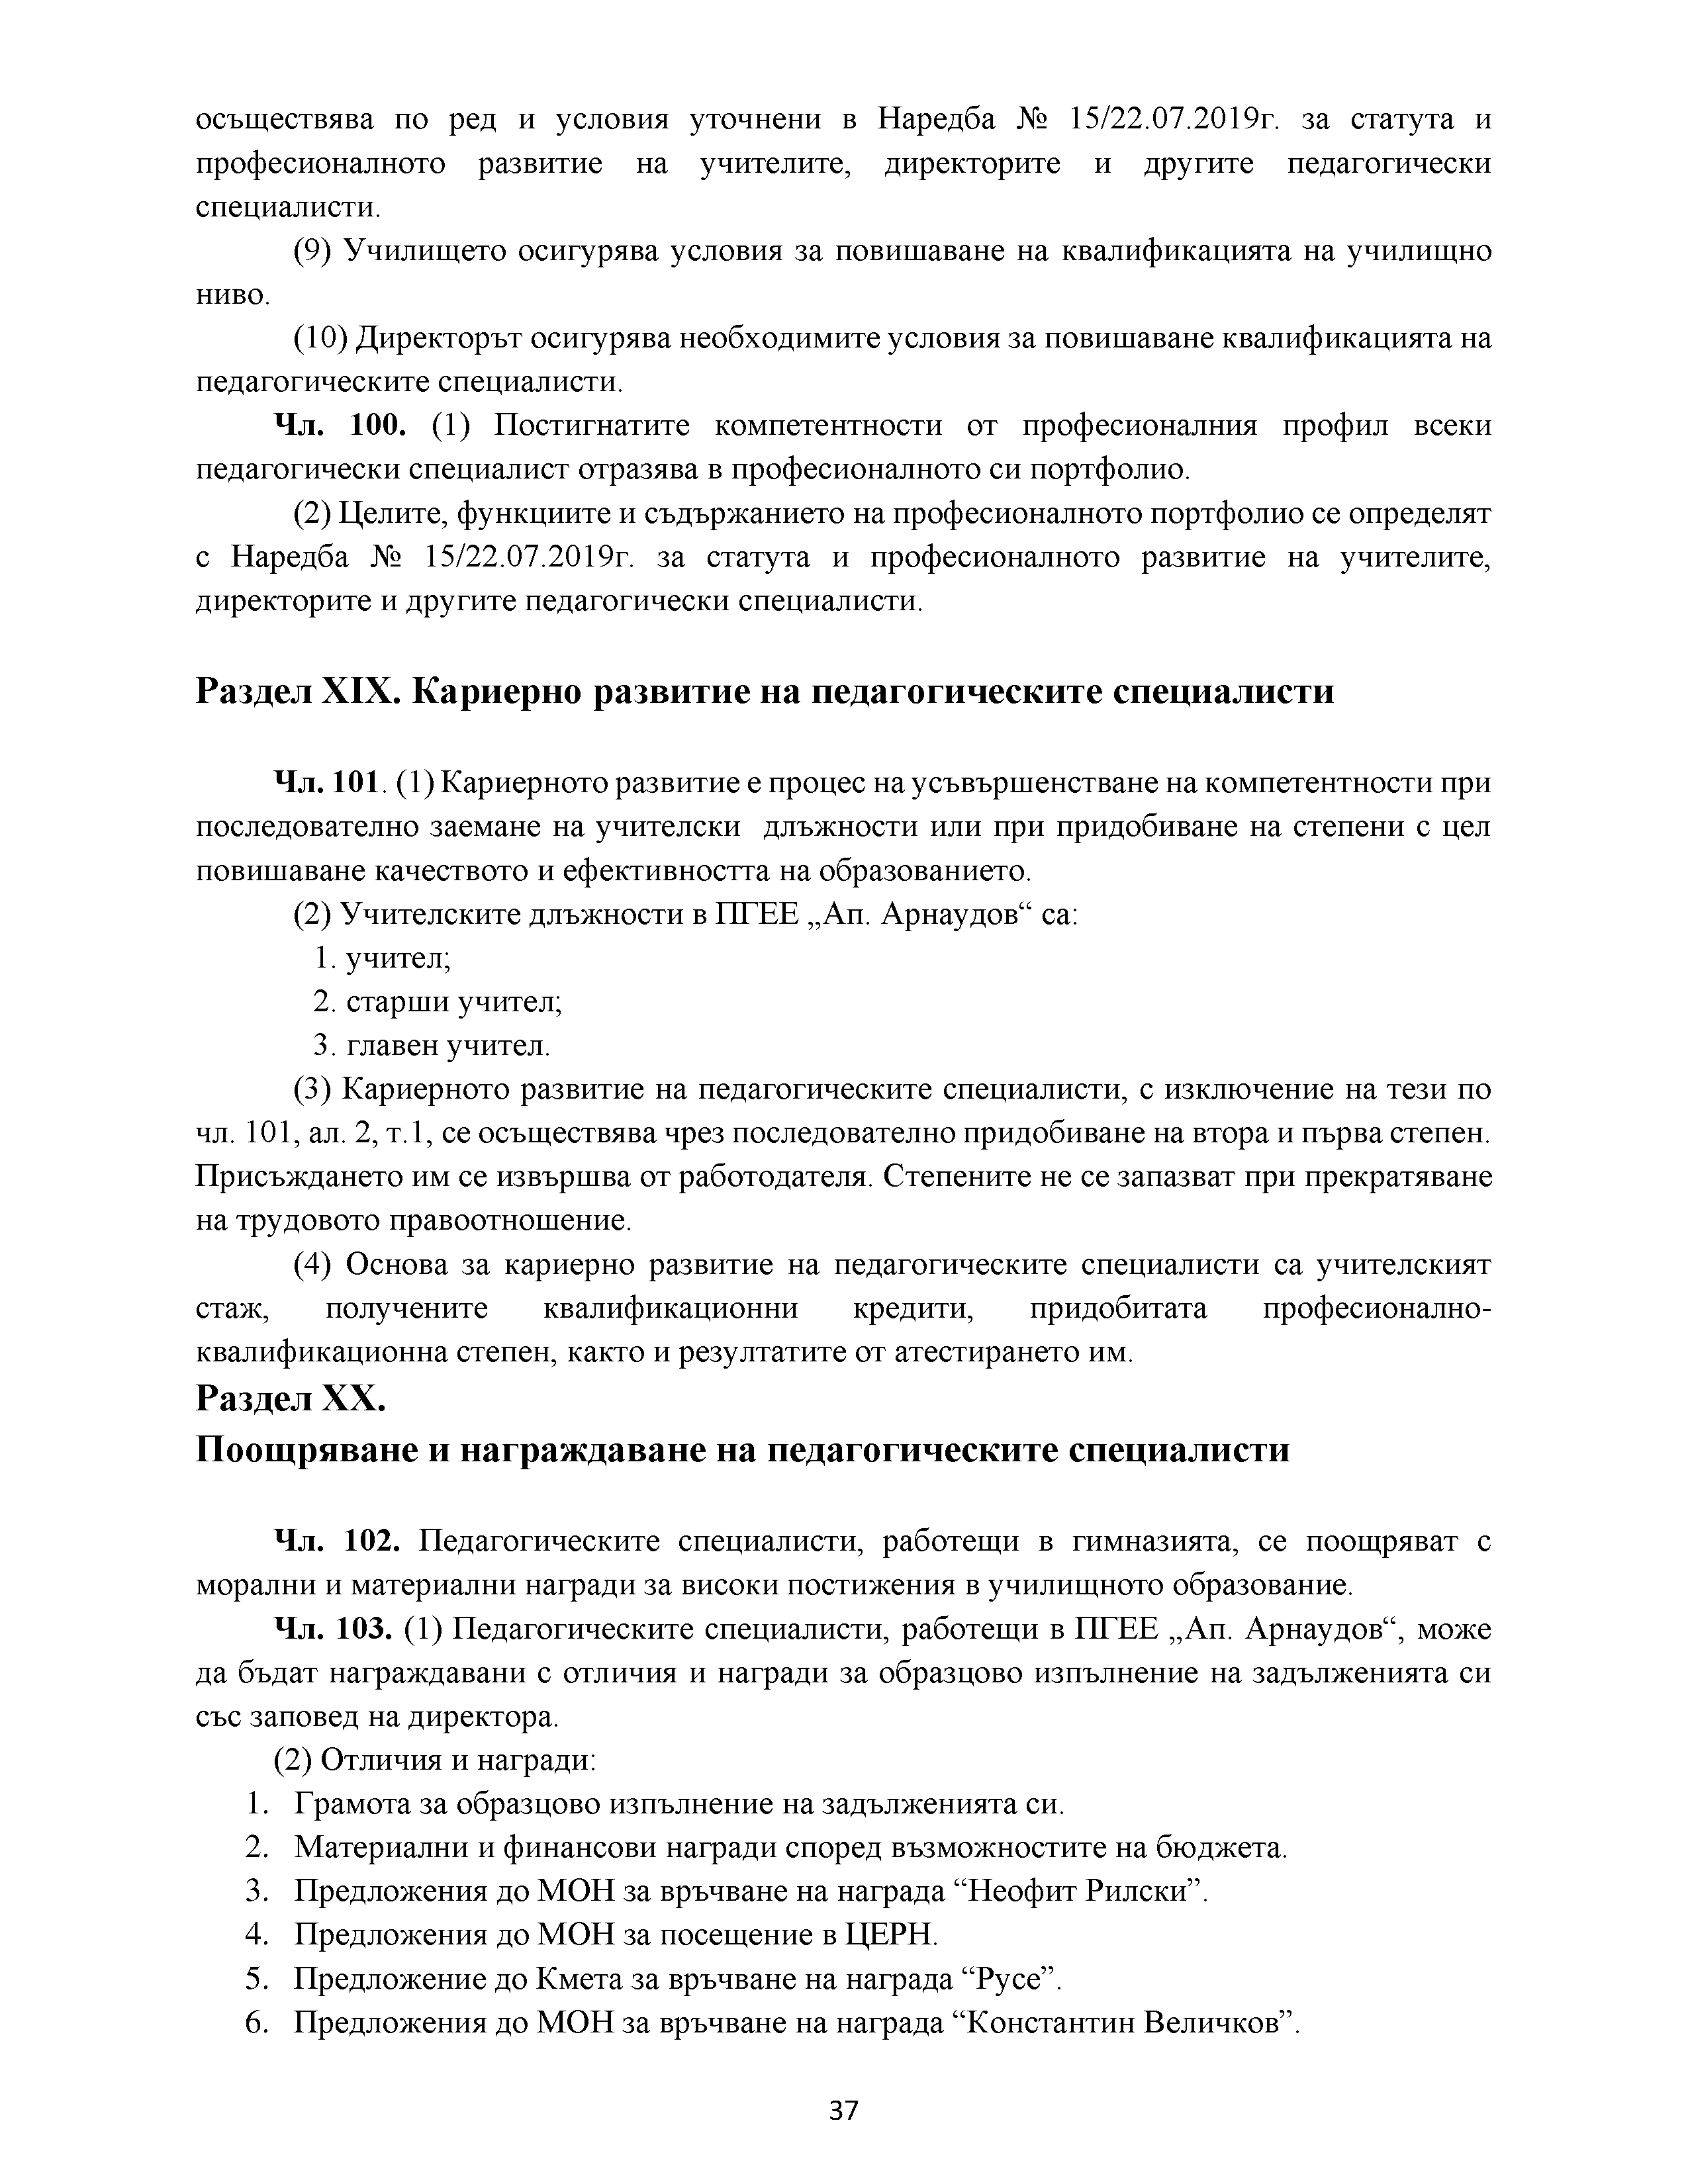 осъществява по ред и условия уточнени в Наредба № 15/22.07.2019г. за статута и
професионалното развитие на учителите, директорите и другите педагогически
специалисти.
(9) Училището осигурява условия за повишаване на квалификацията на училищно
ниво.
(10) Директорът осигурява необходимите условия за повишаване квалификацията на
педагогическите специалисти.
Чл. 100. (1) Постигнатите компетентности от професионалния профил всеки
педагогически специалист отразява в професионалното си портфолио.
(2) Целите, функциите и съдържанието на професионалното портфолио се определят
с Наредба № 15/22.07.2019г. за статута и професионалното развитие на учителите,
директорите и другите педагогически специалисти.
Раздел XIX. Кариерно развитие на педагогическите специалисти
Чл. 101. (1) Кариерното развитие е процес на усъвършенстване на компетентности при
последователно заемане на учителски длъжности или при придобиване на степени с цел
повишаване качеството и ефективността на образованието.
(2) Учителските длъжности в ПГЕЕ „Ап. Арнаудов“ са:
1. учител;
2. старши учител;
3. главен учител.
(3) Кариерното развитие на педагогическите специалисти, с изключение на тези по
чл. 101, ал. 2, т.1, се осъществява чрез последователно придобиване на втора и първа степен.
Присъждането им се извършва от работодателя. Степените не се запазват при прекратяване
на трудовото правоотношение.
(4) Основа за кариерно развитие на педагогическите специалисти са учителският
стаж, получените квалификационни кредити, придобитата професионално-
квалификационна степен, както и резултатите от атестирането им.
Раздел XX.
Поощряване и награждаване на педагогическите специалисти
Чл. 102. Педагогическите специалисти, работещи в гимназията, се поощряват с
морални и материални награди за високи постижения в училищното образование.
Чл. 103. (1) Педагогическите специалисти, работещи в ПГЕЕ „Ап. Арнаудов“, може
да бъдат награждавани с отличия и награди за образцово изпълнение на задълженията си
със заповед на директора.
(2) Отличия и награди:
1. Грамота за образцово изпълнение на задълженията си.
2. Материални и финансови награди според възможностите на бюджета.
3. Предложения до МОН за връчване на награда “Неофит Рилски”.
4. Предложения до МОН за посещение в ЦЕРН.
5. Предложение до Кмета за връчване на награда “Русе”.
6. Предложения до МОН за връчване на награда “Константин Величков”.
37